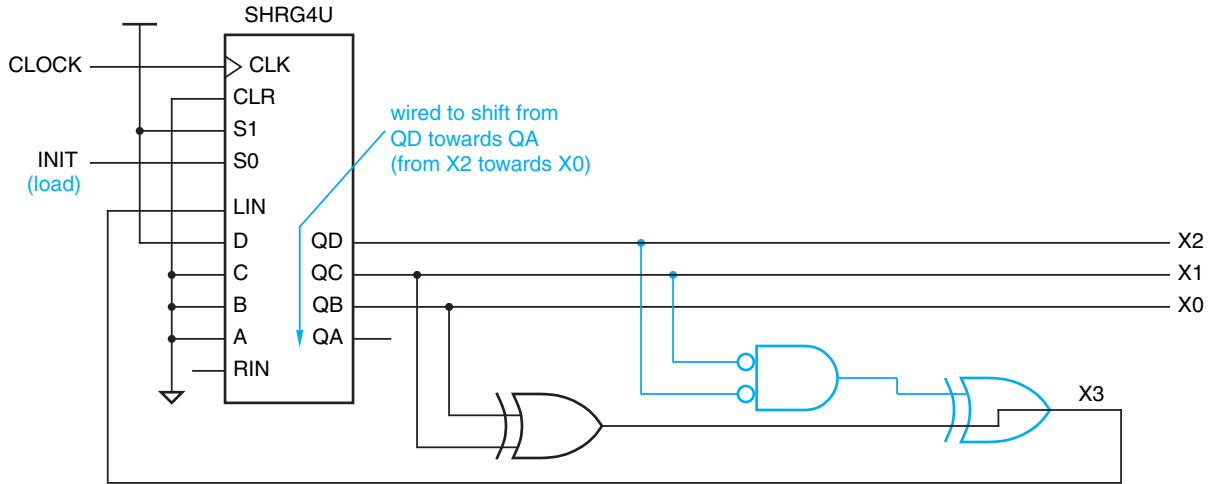 SHRG4U
CLOCK
CLK
CLR
S1
INIT
(load)
S0
LIN
D
C
B
A
RIN
QD
QC
QB
QA
wired to shift from
QD towards QA
(from X2 towards X0)
X2
X1
X0
X3